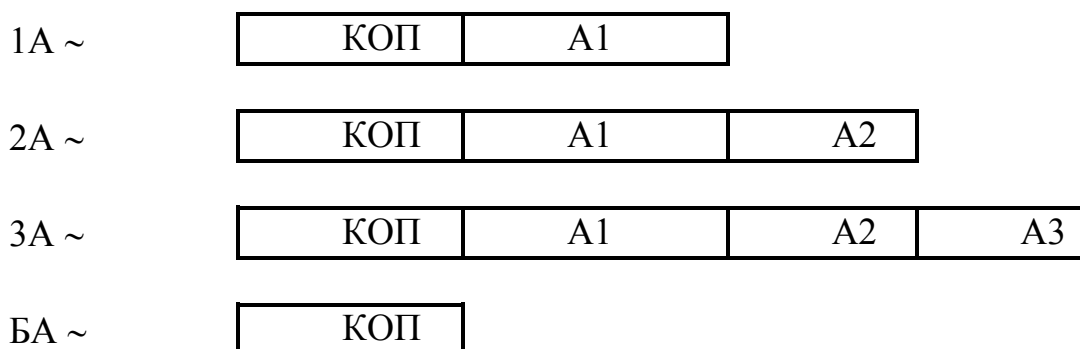 1А ~ КОП А1
2А ~ КОП А1 А2
3А ~ КОП А1 А2 А3
БА ~ КОП